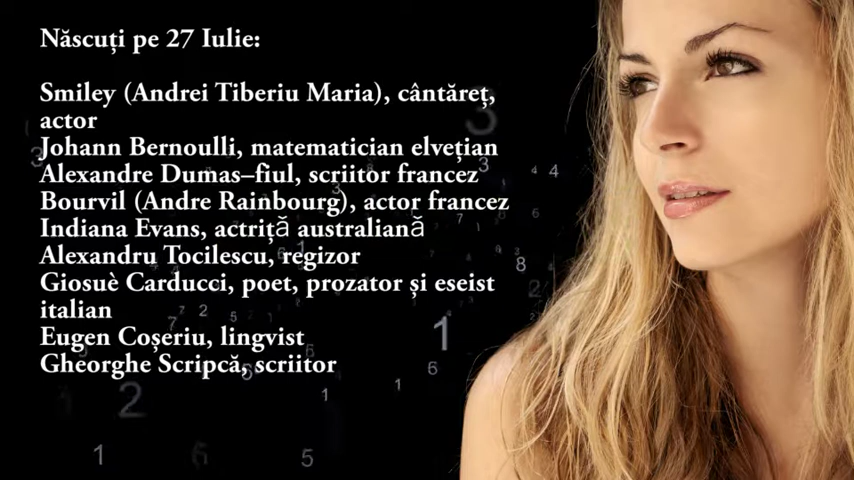 Născuți pe 27 Iulie:
Smiley (Andrei Tiberiu Maria), cântăreț,
actor
Johann Bernoulli, matematician elvețian
Alexandre Dumas–fiul, scriitor francez
Bourvil (Andre Rainbourg), actor francez
Indiana Evans, actriță australiană
Alexandru Tocilescu, regizor
Giosuè Carducci, poet, prozator și eseist
italian
Eugen Coșeriu, lingvist
Gheorghe Scripcă, scriitor